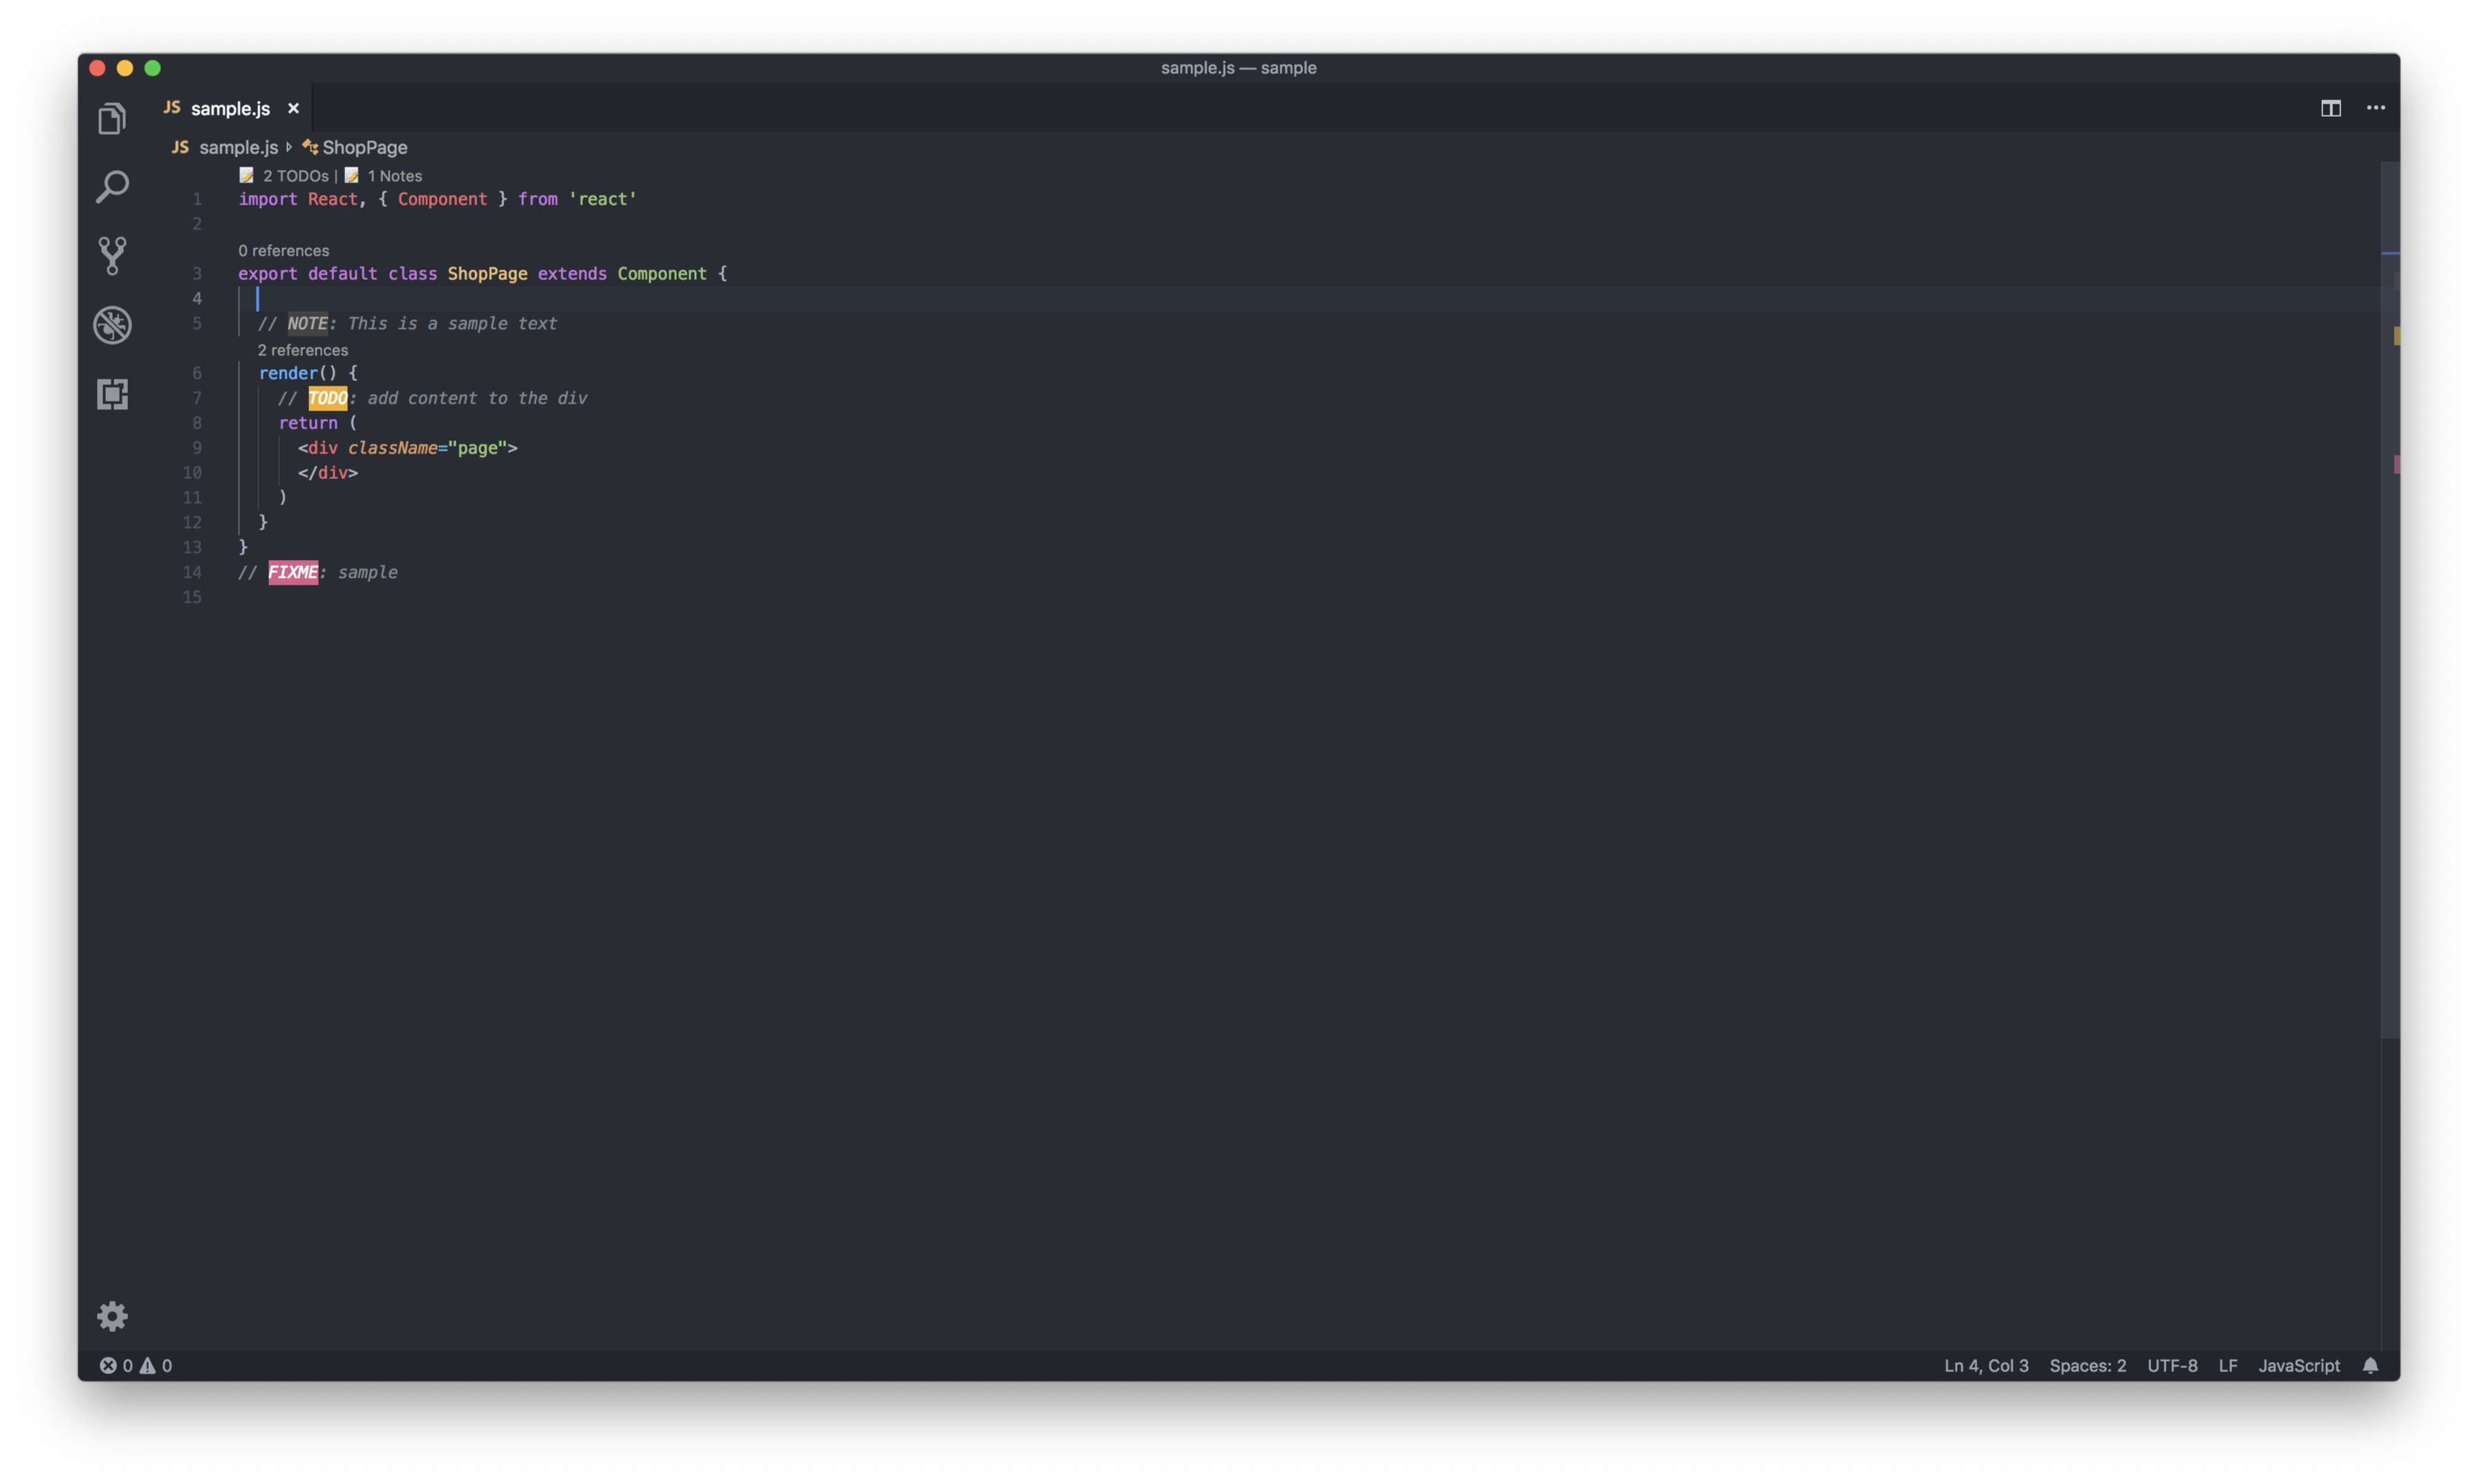 sample.js — sample
JS sample.js ×
JS sample.js ShopPage
2 TODOs | 1 Notes
1 import React, { Component } from 'react'
2
0 references
3 export default class ShopPage extends Component {
4
5 // NOTE: This is a sample text
2 references
6 render() {
7 // TODO: add content to the div
8 return (
9 <div className="page">
10 </div>
11 )
12 }
13 }
14 // FIXME: sample
15
0 0 Ln 4, Col 3 Spaces: 2 UTF-8 LF JavaScript